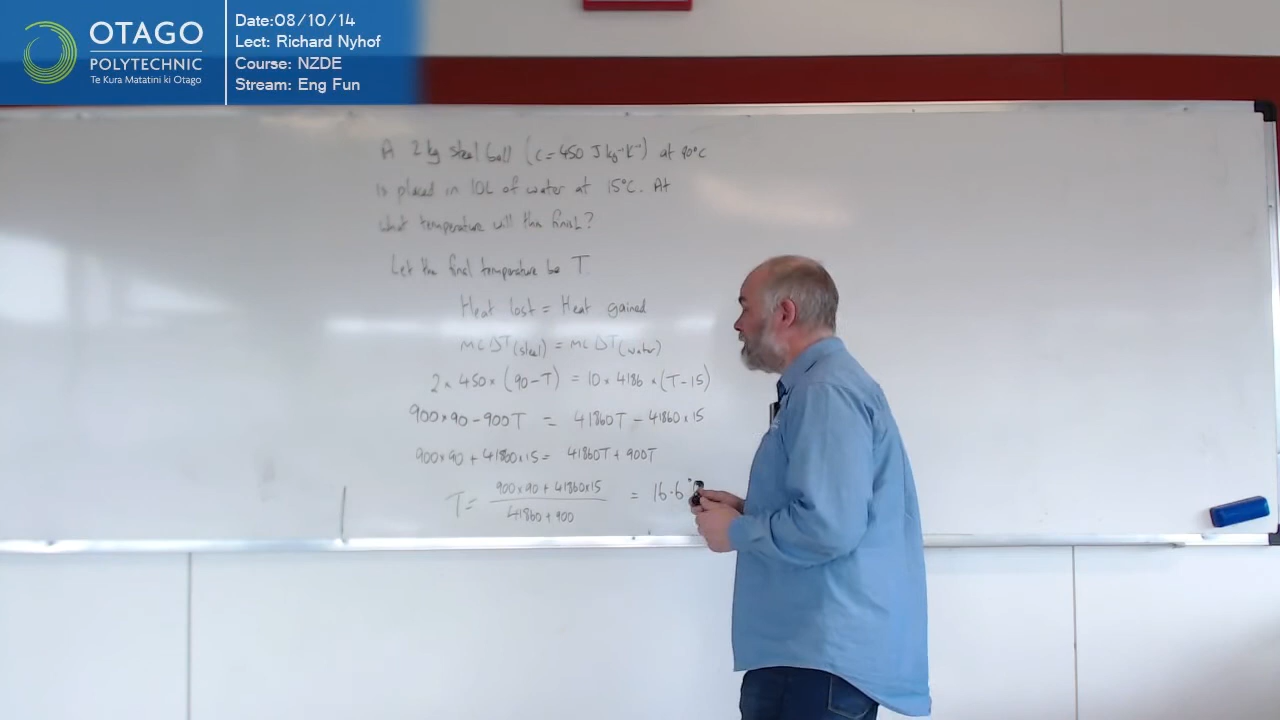 OTAGO
POLYTECHNIC
Te Kura Matatini ki Otago
Date:08/10/14
Lect: Richard Nyhof
Course: NZDE
Stream: Eng Fun
A 2kg steel ball (c=450 J kg⁻¹K⁻¹) at 90°C
is placed in 10L of water at 15°C. At
what temperature will this finish?
Let the final temperature be T.
Heat lost = Heat gained
mcΔT(steel) = mcΔT(water)
2×450×(90-T) = 10×4186×(T-15)
900×90-900T = 41860T-41860×15
900×90+41860×15= 41860T+900T
T= 900×90+41860×15 / 41860+900 = 16.6°